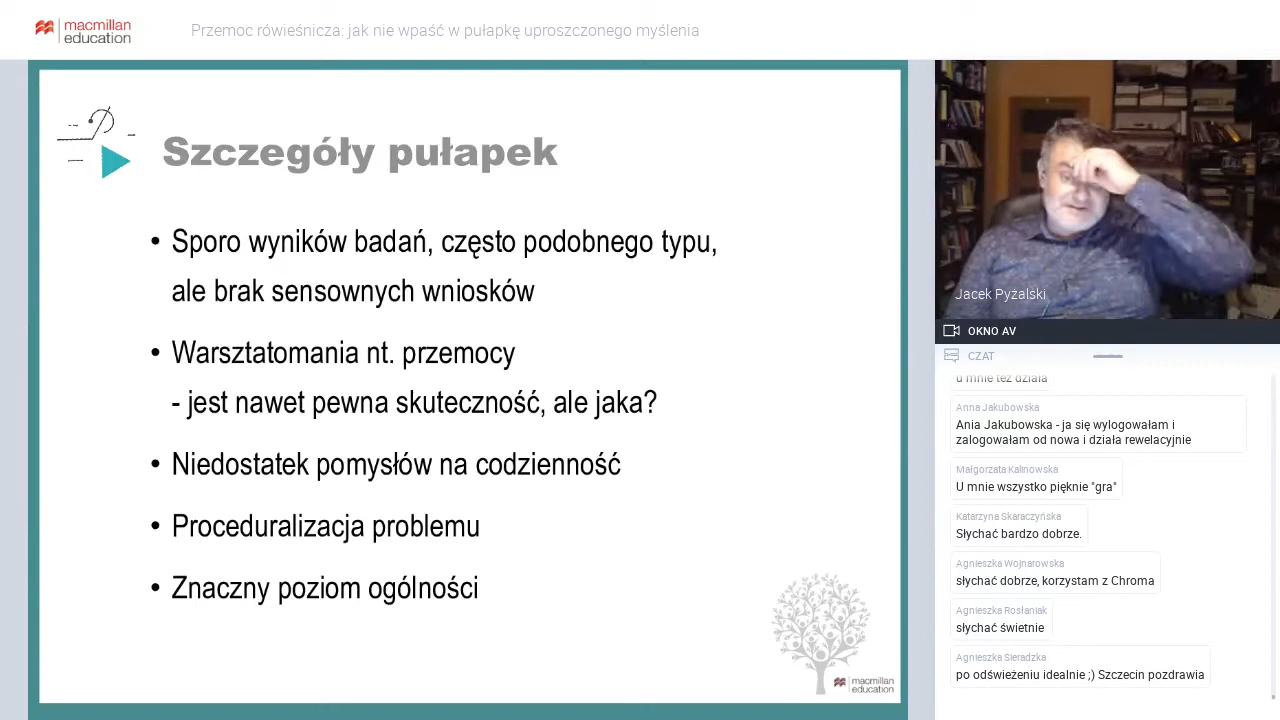 macmillan
education
Przemoc rówieśnicza: jak nie wpaść w pułapkę uproszczonego myślenia
Szczegóły pułapek
• Sporo wyników badań, często podobnego typu,
ale brak sensownych wniosków
• Warsztatomania nt. przemocy
- jest nawet pewna skuteczność, ale jaka?
• Niedostatek pomysłów na codzienność
• Proceduralizacja problemu
• Znaczny poziom ogólności
macmillan
education
Jacek Pyżalski
OKNO AV
CZAT
u mnie też działa
Anna Jakubowska
Ania Jakubowska - ja się wylogowałam i
zalogowałam od nowa i działa rewelacyjnie
Małgorzata Kalinowska
U mnie wszystko pięknie "gra"
Katarzyna Skaraczyńska
Słychać bardzo dobrze.
Agnieszka Wojnarowska
słychać dobrze, korzystam z Chroma
Agnieszka Rosłaniak
słychać świetnie
Agnieszka Sieradzka
po odświeżeniu idealnie ;) Szczecin pozdrawia